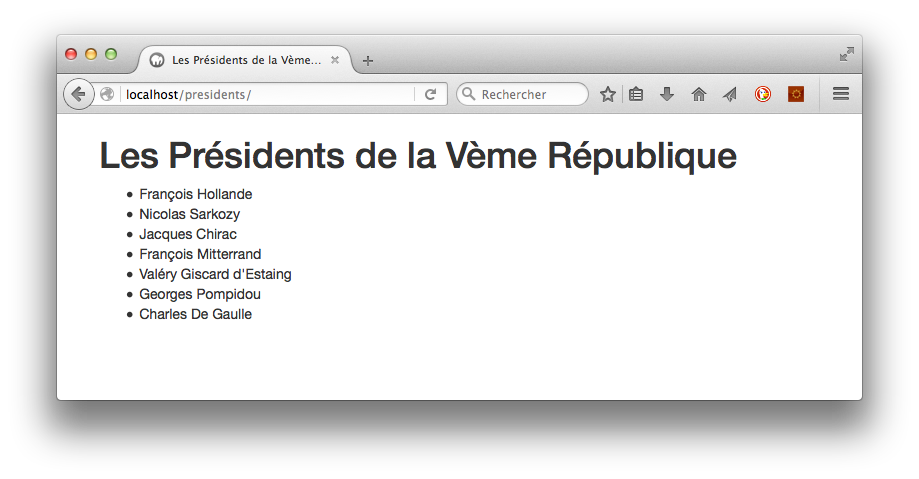 Les Présidents de la Vème...
localhost/presidents/
Rechercher
Les Présidents de la Vème République
François Hollande
Nicolas Sarkozy
Jacques Chirac
François Mitterrand
Valéry Giscard d'Estaing
Georges Pompidou
Charles De Gaulle